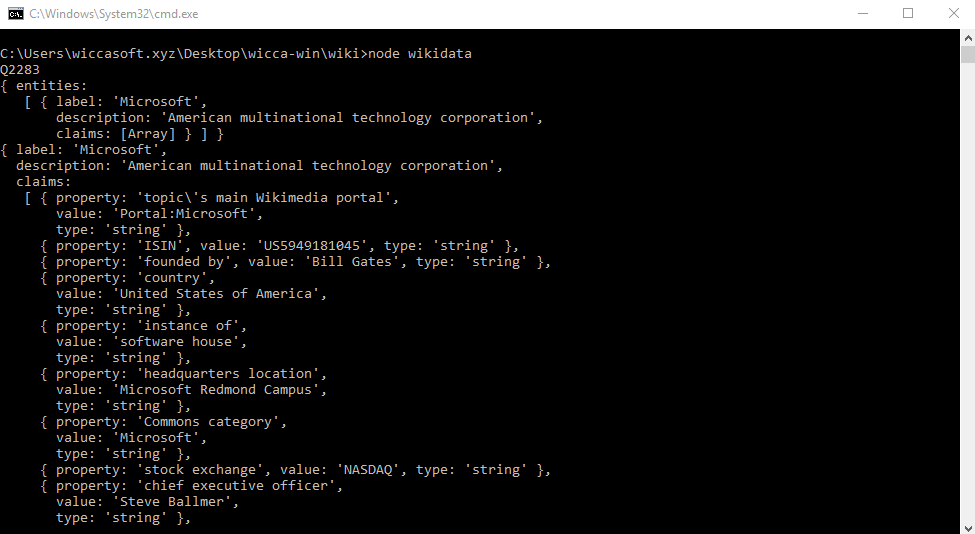 C:\Windows\System32\cmd.exe
C:\Users\wiccasoft.xyz\Desktop\wicca-win\wiki>node wikidata
Q2283
{ entities:
   [ { label: 'Microsoft',
       description: 'American multinational technology corporation',
       claims: [Array] } ] }
{ label: 'Microsoft',
  description: 'American multinational technology corporation',
  claims:
   [ { property: 'topic\'s main Wikimedia portal',
       value: 'Portal:Microsoft',
       type: 'string' },
     { property: 'ISIN', value: 'US5949181045', type: 'string' },
     { property: 'founded by', value: 'Bill Gates', type: 'string' },
     { property: 'country',
       value: 'United States of America',
       type: 'string' },
     { property: 'instance of',
       value: 'software house',
       type: 'string' },
     { property: 'headquarters location',
       value: 'Microsoft Redmond Campus',
       type: 'string' },
     { property: 'Commons category',
       value: 'Microsoft',
       type: 'string' },
     { property: 'stock exchange', value: 'NASDAQ', type: 'string' },
     { property: 'chief executive officer',
       value: 'Steve Ballmer',
       type: 'string' },